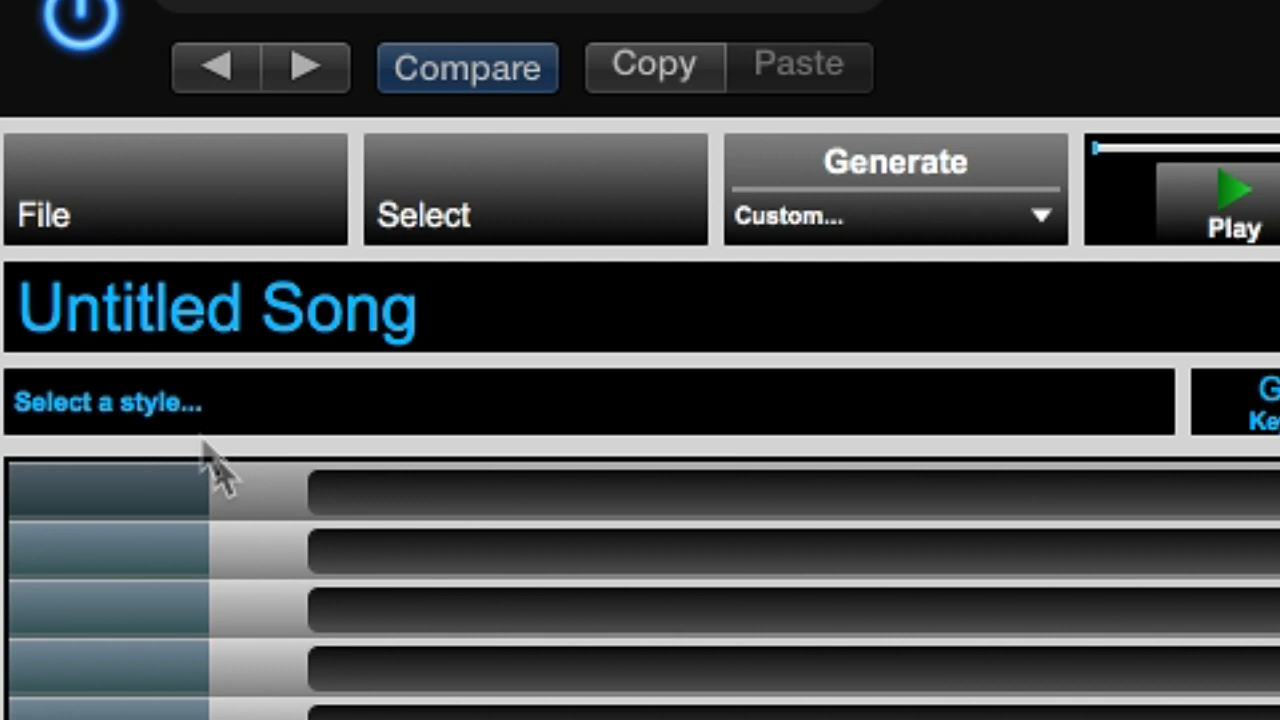 Compare
Copy
Paste
File
Select
Generate
Custom...
Play
Untitled Song
Select a style...
G